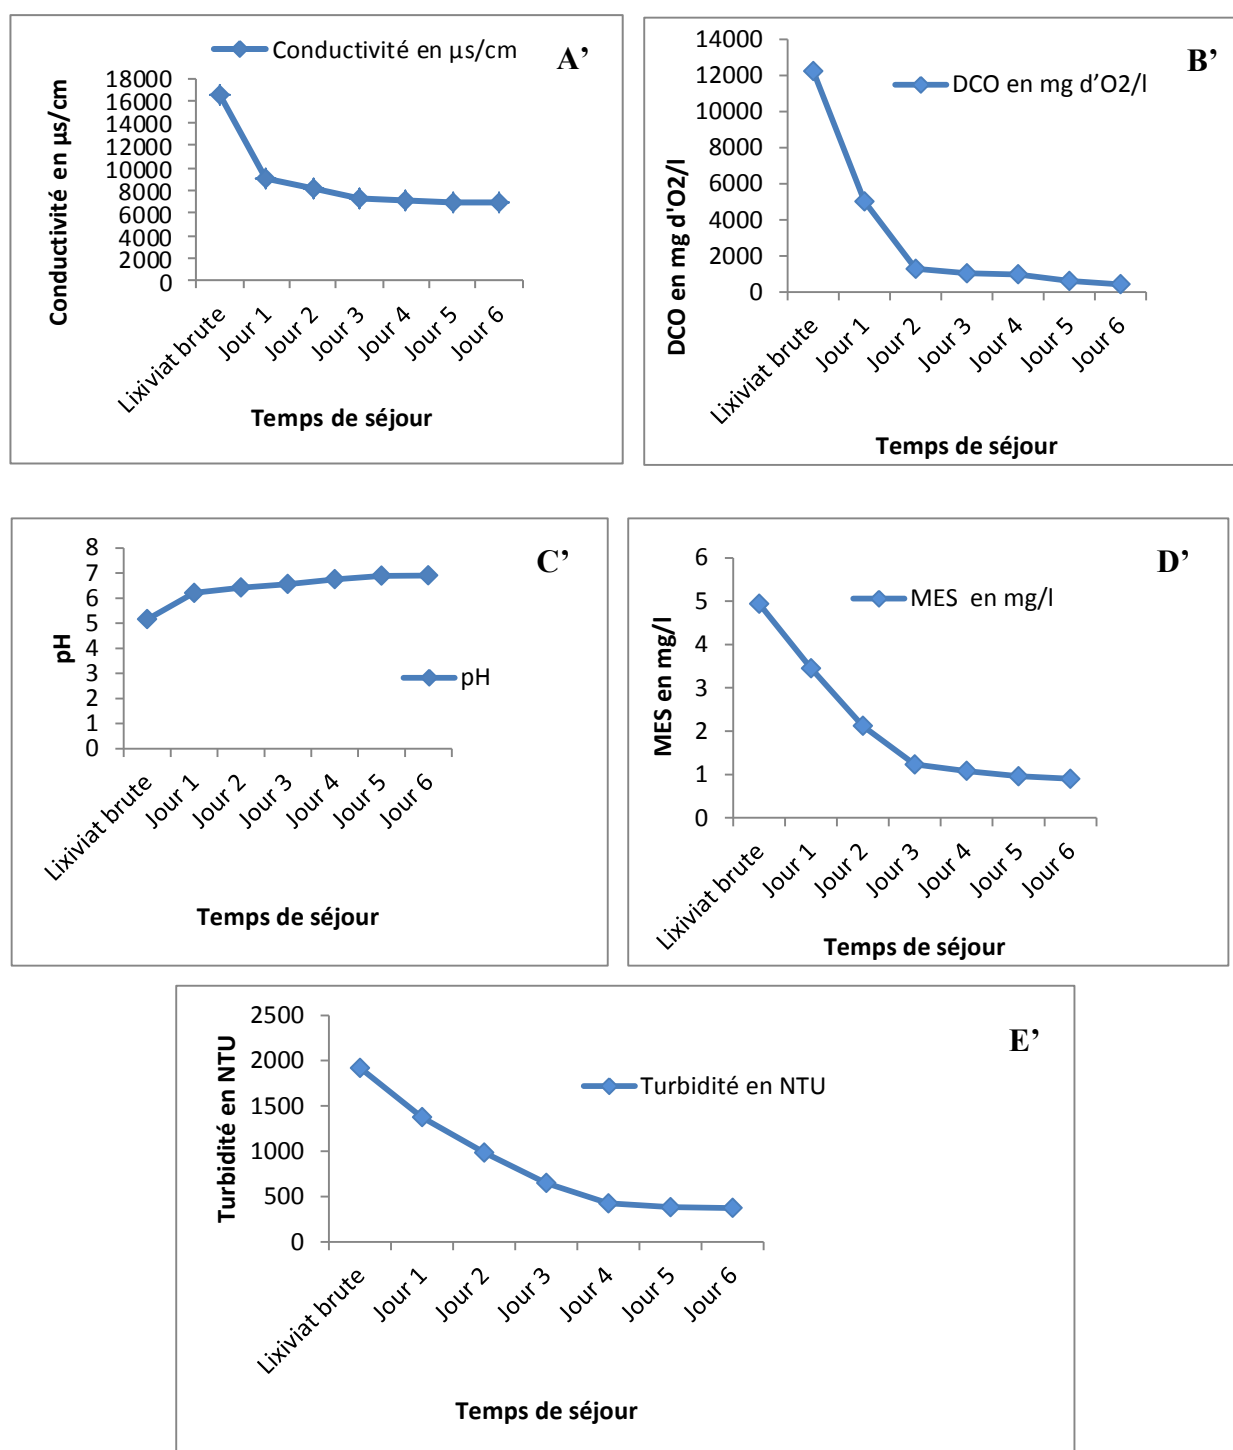 Conductivité en µs/cm
A’
18000
16000
14000
12000
10000
8000
6000
4000
2000
0
Conductivité en µs/cm
Lixiviat brute
Jour 1
Jour 2
Jour 3
Jour 4
Jour 5
Jour 6
Temps de séjour
B’
DCO en mg d’O2/l
14000
12000
10000
8000
6000
4000
2000
0
DCO en mg d'O2/l
Lixiviat brute
Jour 1
Jour 2
Jour 3
Jour 4
Jour 5
Jour 6
Temps de séjour
C’
8
7
6
5
4
3
2
1
0
pH
pH
Lixiviat brute
Jour 1
Jour 2
Jour 3
Jour 4
Jour 5
Jour 6
Temps de séjour
D’
MES  en mg/l
6
5
4
3
2
1
0
MES en mg/l
Lixiviat brute
Jour 1
Jour 2
Jour 3
Jour 4
Jour 5
Jour 6
Temps de séjour
E’
Turbidité en NTU
2500
2000
1500
1000
500
0
Turbidité en NTU
Lixiviat brute
Jour 1
Jour 2
Jour 3
Jour 4
Jour 5
Jour 6
Temps de séjour